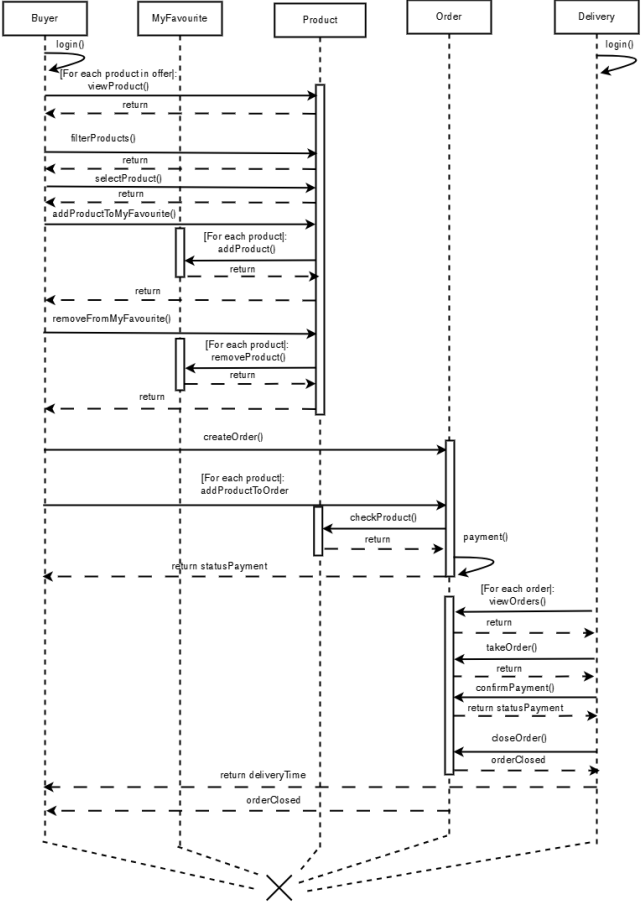 Buyer
MyFavourite
Product
Order
Delivery
login()
login()
[For each product in offer]:
viewProduct()
return
filterProducts()
return
selectProduct()
return
addProductToMyFavourite()
[For each product]:
addProduct()
return
return
removeFromMyFavourite()
[For each product]:
removeProduct()
return
return
createOrder()
[For each product]:
addProductToOrder
checkProduct()
return
payment()
return statusPayment
[For each order]:
viewOrders()
return
takeOrder()
return
confirmPayment()
return statusPayment
closeOrder()
orderClosed
return deliveryTime
orderClosed